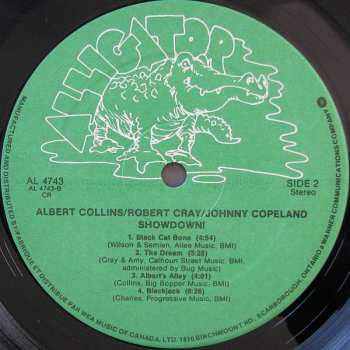 ALLIGATOR
AL 4743
AL 4743-B
CR
SIDE 2
Stereo
ALBERT COLLINS/ROBERT CRAY/JOHNNY COPELAND
SHOWDOWN!
1. Black Cat Bone (4:54)
(Wilson & Semien, Ailee Music, BMI)
2. The Dream (5:28)
(Gray & Amy, Calhoun Street Music, BMI,
administered by Bug Music)
3. Albert's Alley (4:01)
(Collins, Big Bopper Music, BMI)
4. Blackjack (6:26)
(Charles, Progressive Music, BMI)
MANUFACTURED AND DISTRIBUTED
FABRIQUE ET DISTRIBUE PAR WEA MUSIC OF CANADA, LTD. 1810 BIRCHMOUNT RD., SCARBOROUGH, ONTARIO
WARNER COMMUNICATIONS COMPANY